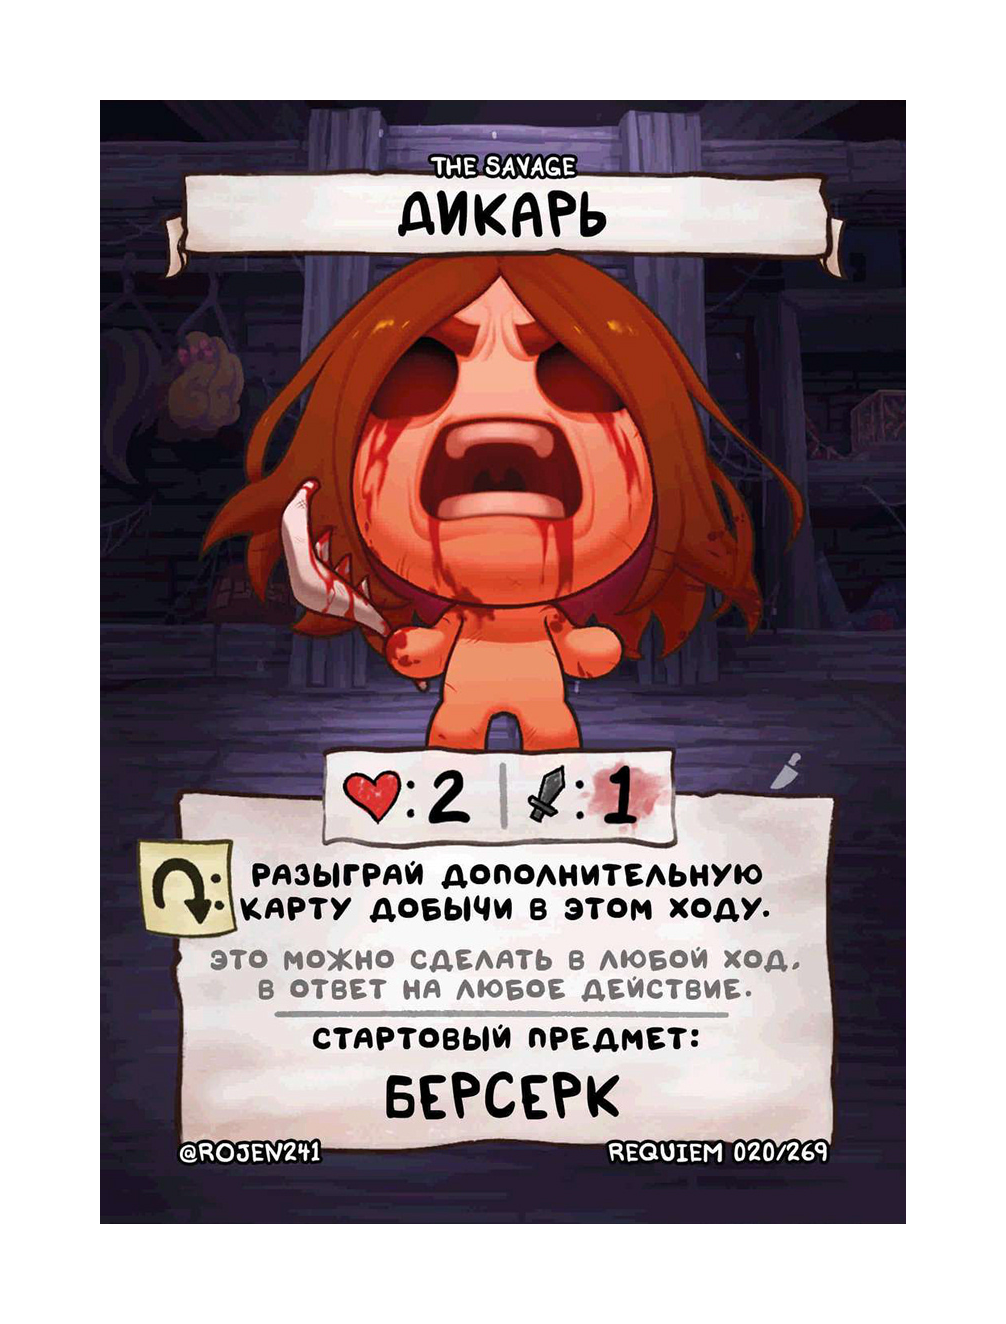 THE SAVAGE
ДИКАРЬ
:2 | :1
РАЗЫГРАЙ ДОПОЛНИТЕЛЬНУЮ
КАРТУ ДОБЫЧИ В ЭТОМ ХОДУ.
ЭТО МОЖНО СДЕЛАТЬ В ЛЮБОЙ ХОД,
В ОТВЕТ НА ЛЮБОЕ ДЕЙСТВИЕ.
СТАРТОВЫЙ ПРЕДМЕТ:
БЕРСЕРК
@ROJEN241
REQUIEM 020/269